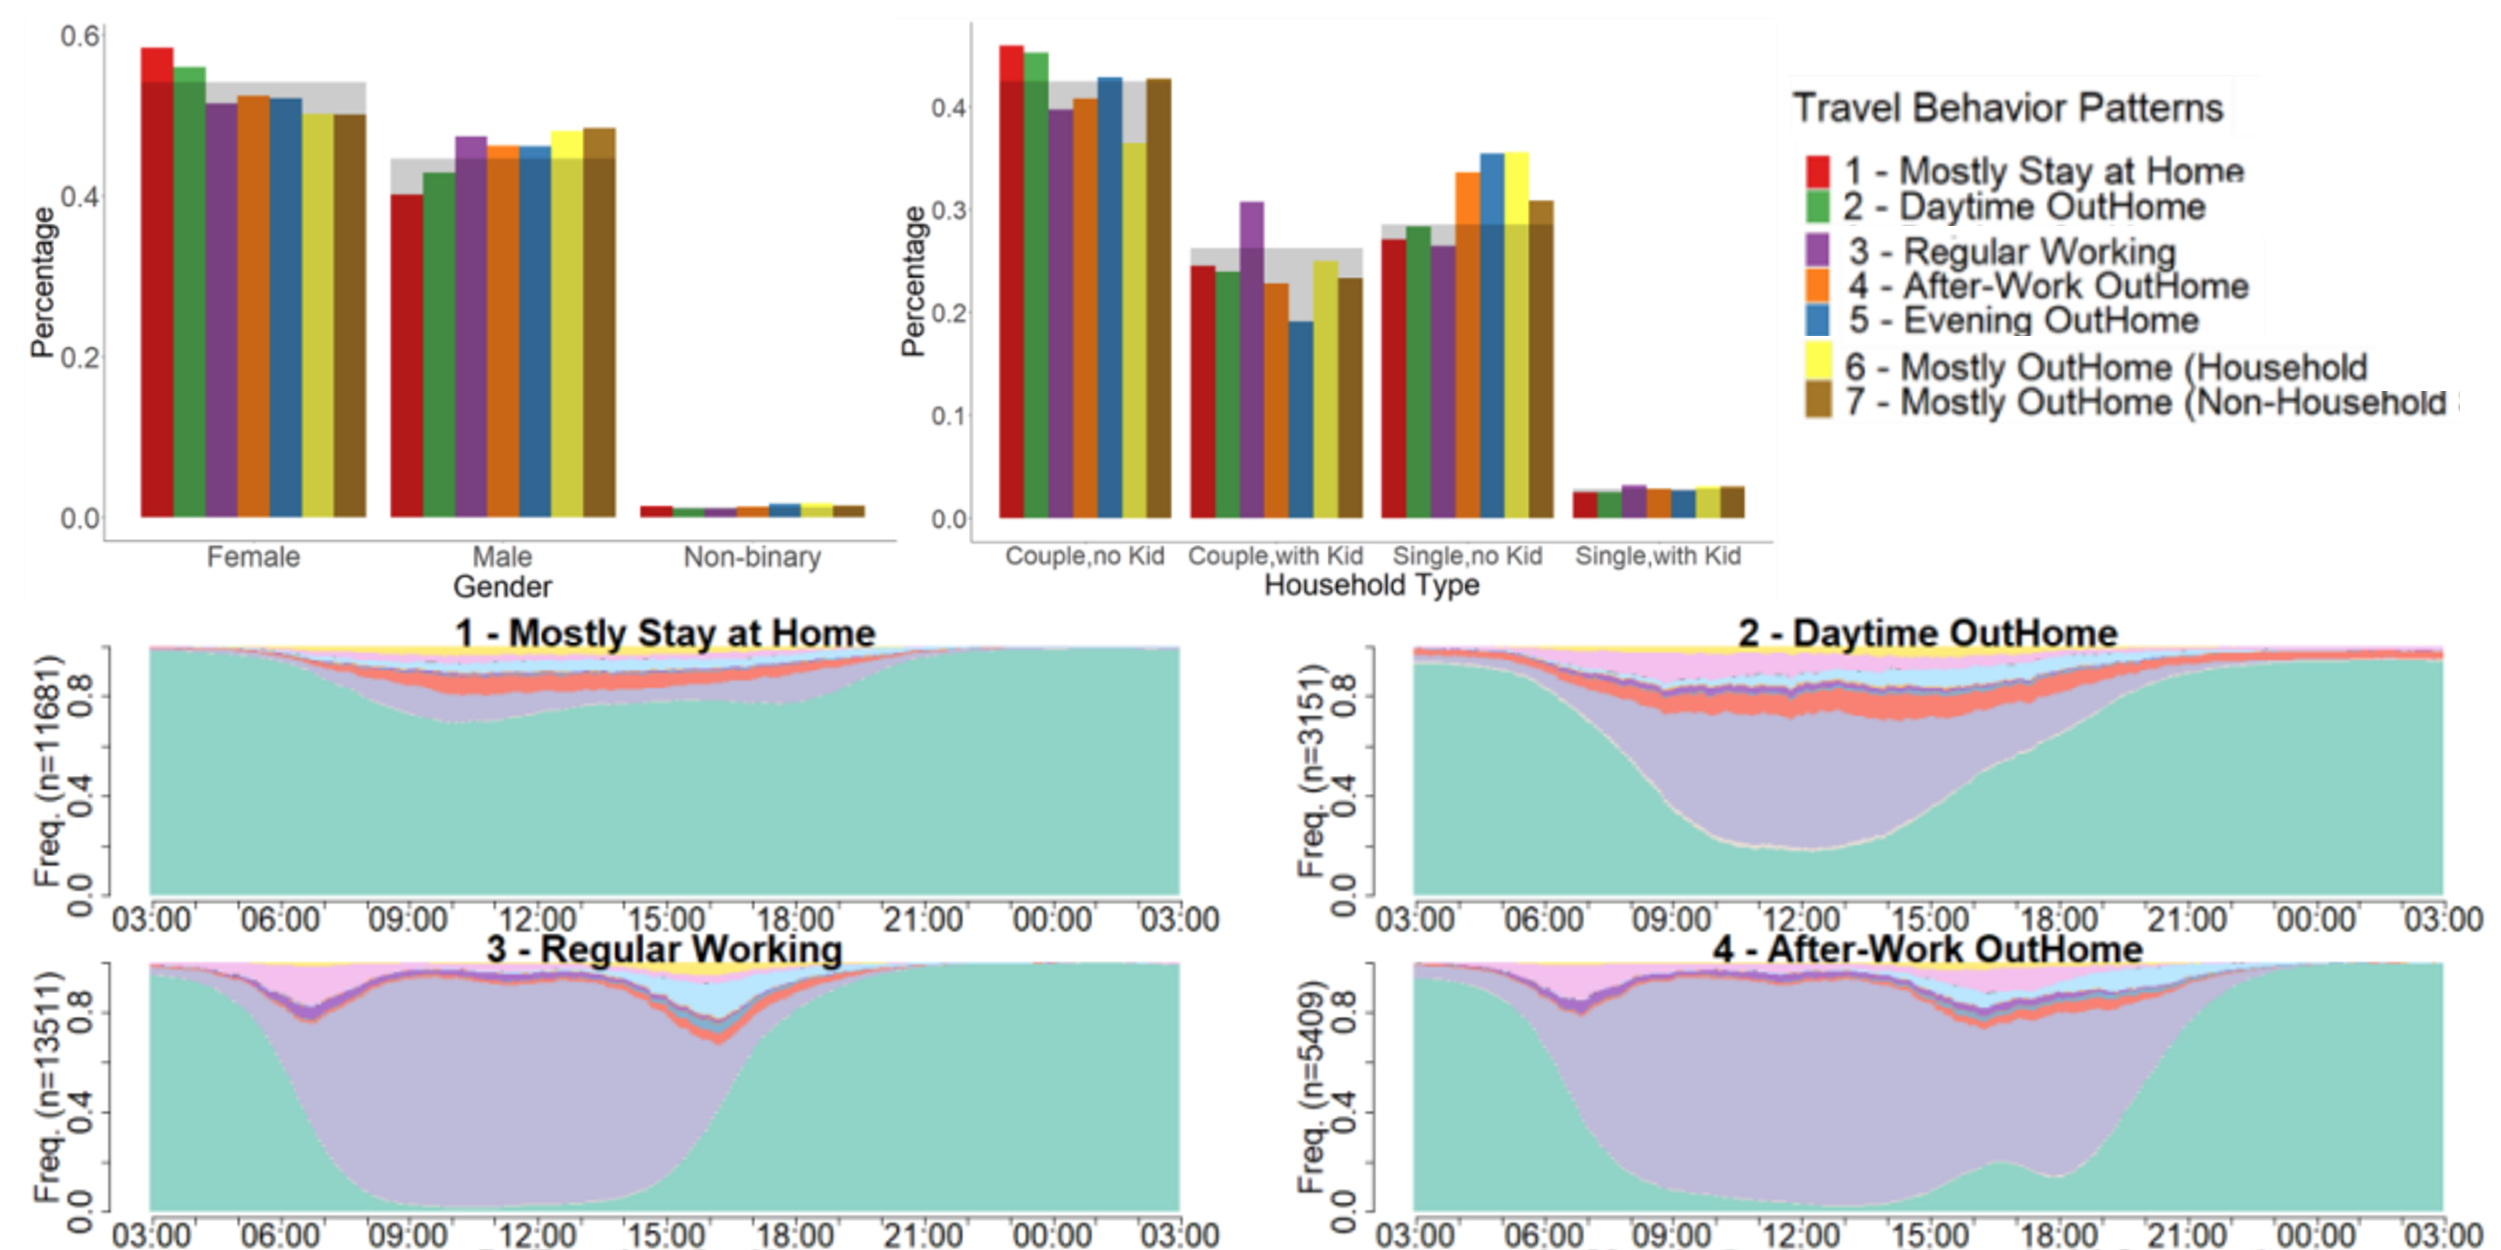 0.6
0.4
0.2
0.0
Percentage
Female Male Non-binary
Gender
0.4
0.3
0.2
0.1
0.0
Percentage
Couple,no Kid Couple,with Kid Single,no Kid Single,with Kid
Household Type
Travel Behavior Patterns
1 - Mostly Stay at Home
2 - Daytime OutHome
3 - Regular Working
4 - After-Work OutHome
5 - Evening OutHome
6 - Mostly OutHome (Household
7 - Mostly OutHome (Non-Household
1 - Mostly Stay at Home
Freq. (n=11681)
0.8
0.4
0.0
03:00 06:00 09:00 12:00 15:00 18:00 21:00 00:00 03:00
2 - Daytime OutHome
Freq. (n=3151)
0.8
0.4
0.0
03:00 06:00 09:00 12:00 15:00 18:00 21:00 00:00 03:00
3 - Regular Working
Freq. (n=13511)
0.8
0.4
0.0
03:00 06:00 09:00 12:00 15:00 18:00 21:00 00:00 03:00
4 - After-Work OutHome
Freq. (n=5409)
0.8
0.4
0.0
03:00 06:00 09:00 12:00 15:00 18:00 21:00 00:00 03:00